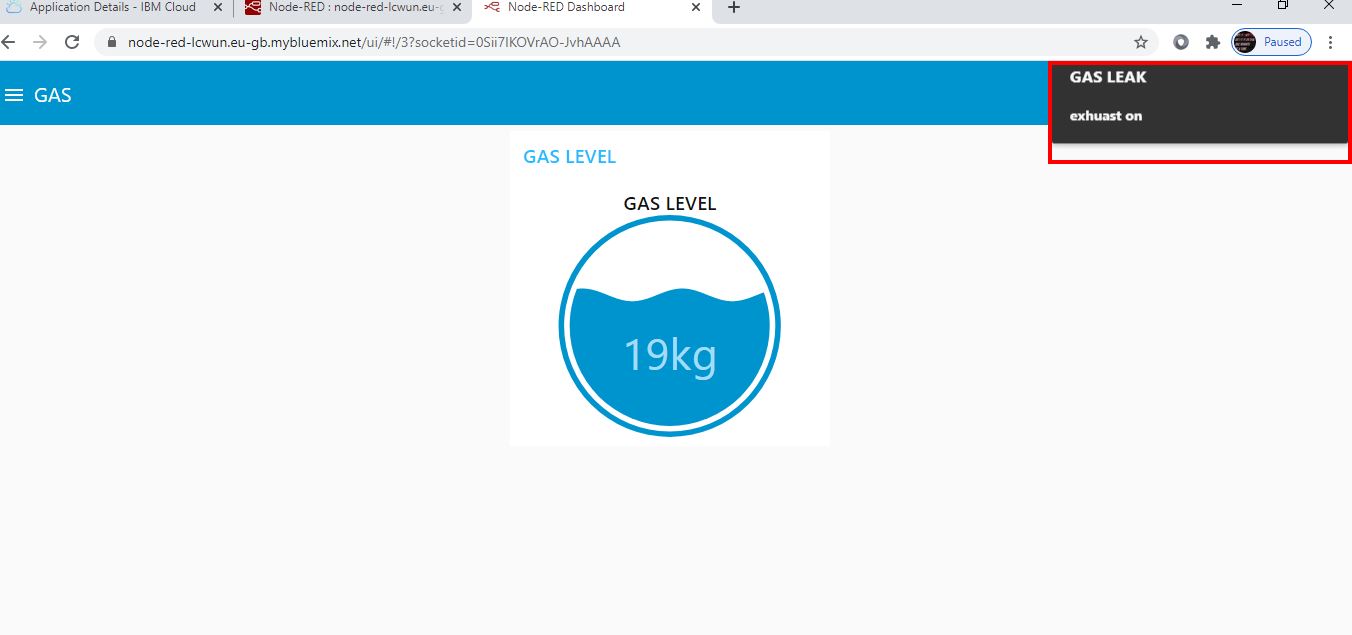 Application Details - IBM Cloud
Node-RED : node-red-lcwun.eu-g
Node-RED Dashboard
node-red-lcwun.eu-gb.mybluemix.net/ui/#!/3?socketid=0Sii7IKOVrAO-JvhAAAA
Paused
GAS
GAS LEAK
exhuast on
GAS LEVEL
GAS LEVEL
19kg